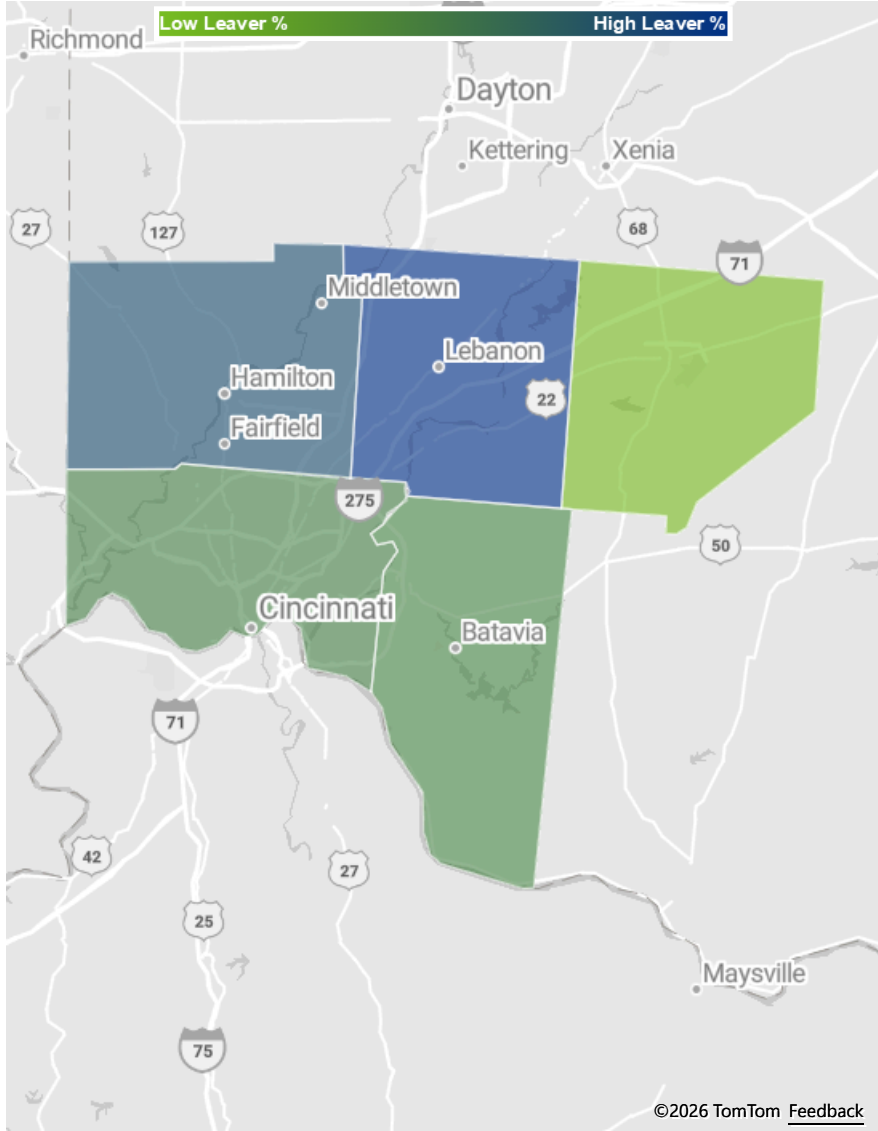 Low Leaver % High Leaver %
Richmond
Dayton
Kettering
Xenia
27
127
68
71
Middletown
Lebanon
Hamilton
22
Fairfield
275
50
Cincinnati
Batavia
71
42
27
25
Maysville
75
©2026 TomTom Feedback